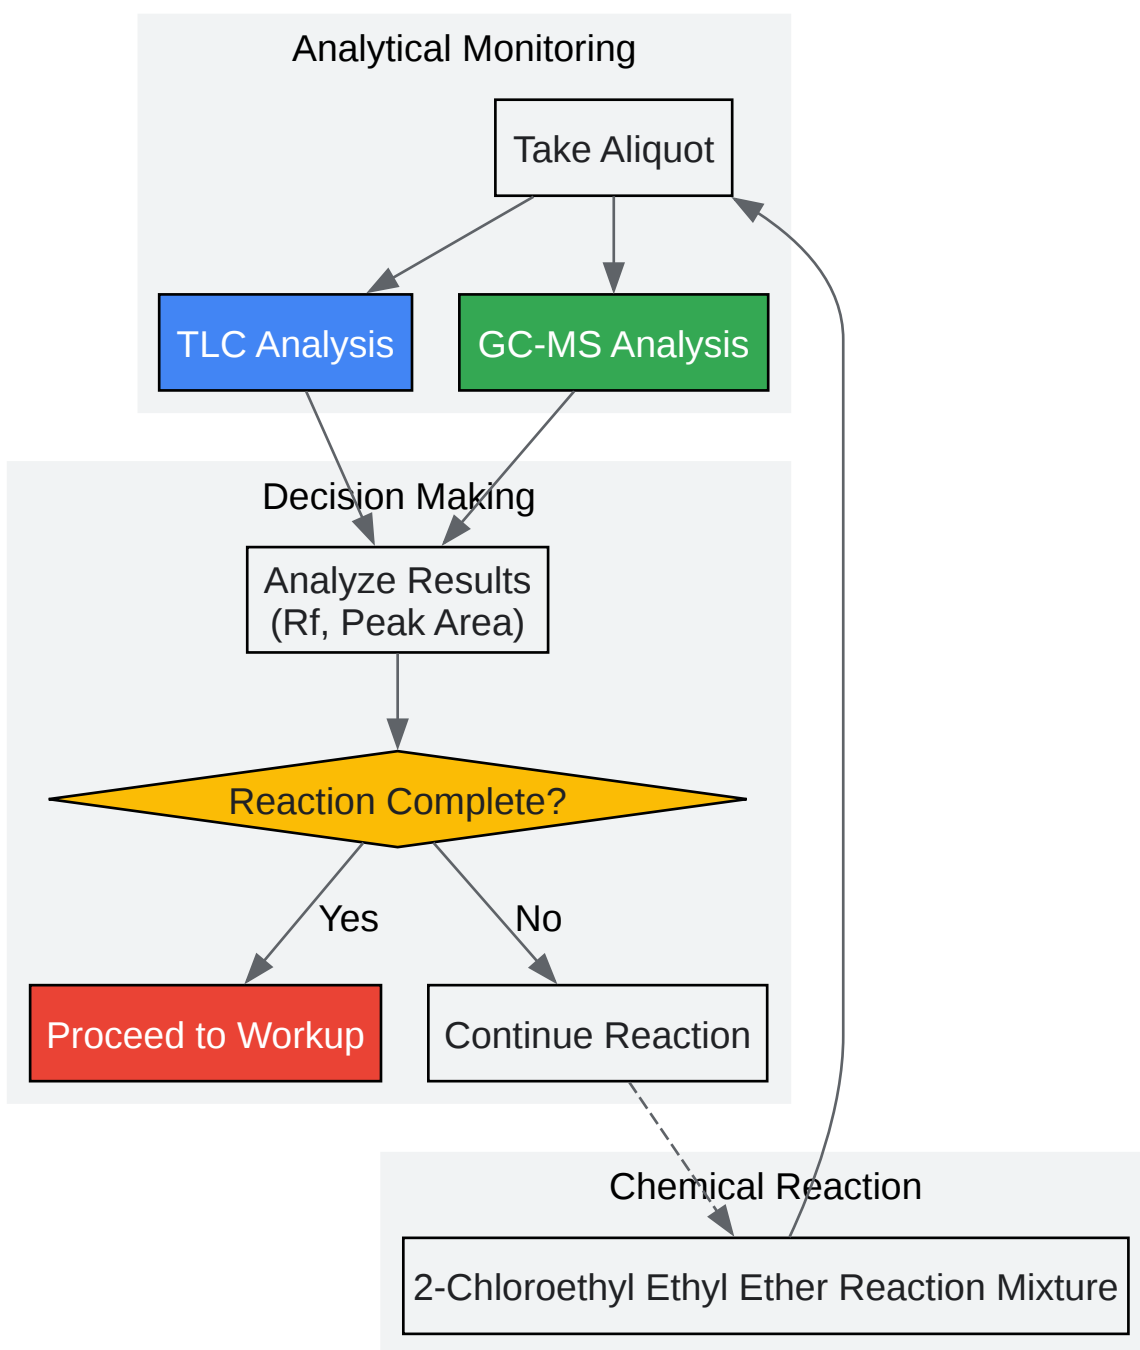 Analytical Monitoring
Take Aliquot
TLC Analysis
GC-MS Analysis
Decision Making
Analyze Results
(Rf, Peak Area)
Reaction Complete?
Yes
No
Proceed to Workup
Continue Reaction
Chemical Reaction
2-Chloroethyl Ethyl Ether Reaction Mixture